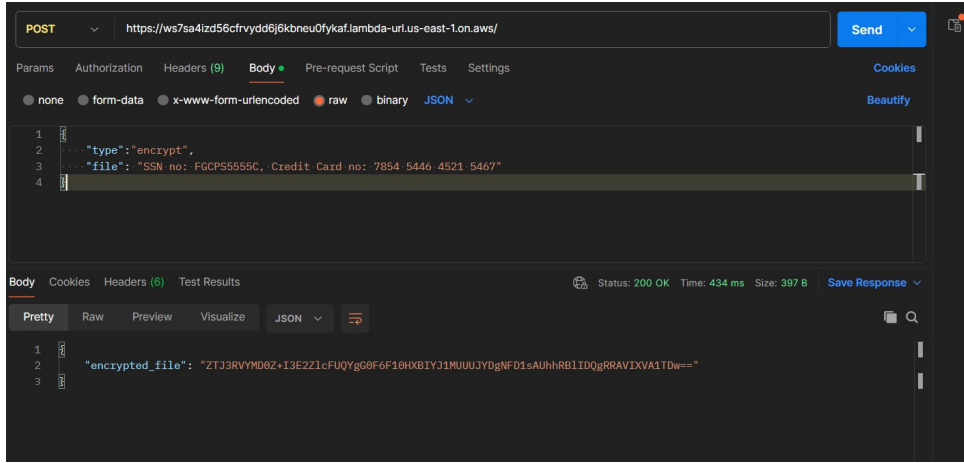 POST https://ws7sa4izd56cfrvydd6j6kbneu0fykaf.lambda-url.us-east-1.on.aws/ Send
Params Authorization Headers (9) Body Pre-request Script Tests Settings Cookies
none form-data x-www-form-urlencoded raw binary JSON Beautify
1 {
2 "type":"encrypt",
3 "file": "SSN no: FGCPS5555C, Credit Card no: 7854 5446 4521 5467"
4 }
Body Cookies Headers (6) Test Results Status: 200 OK Time: 434 ms Size: 397 B Save Response
Pretty Raw Preview Visualize JSON
1 {
2 "encrypted_file": "ZTJ3RVYMD0Z+I3E2ZlcFUQYgG0F6F10HXBIYJ1MUUUJYDgNFD1sAUhhRBlIDQgRRAVIXVA1TDw=="
3 }